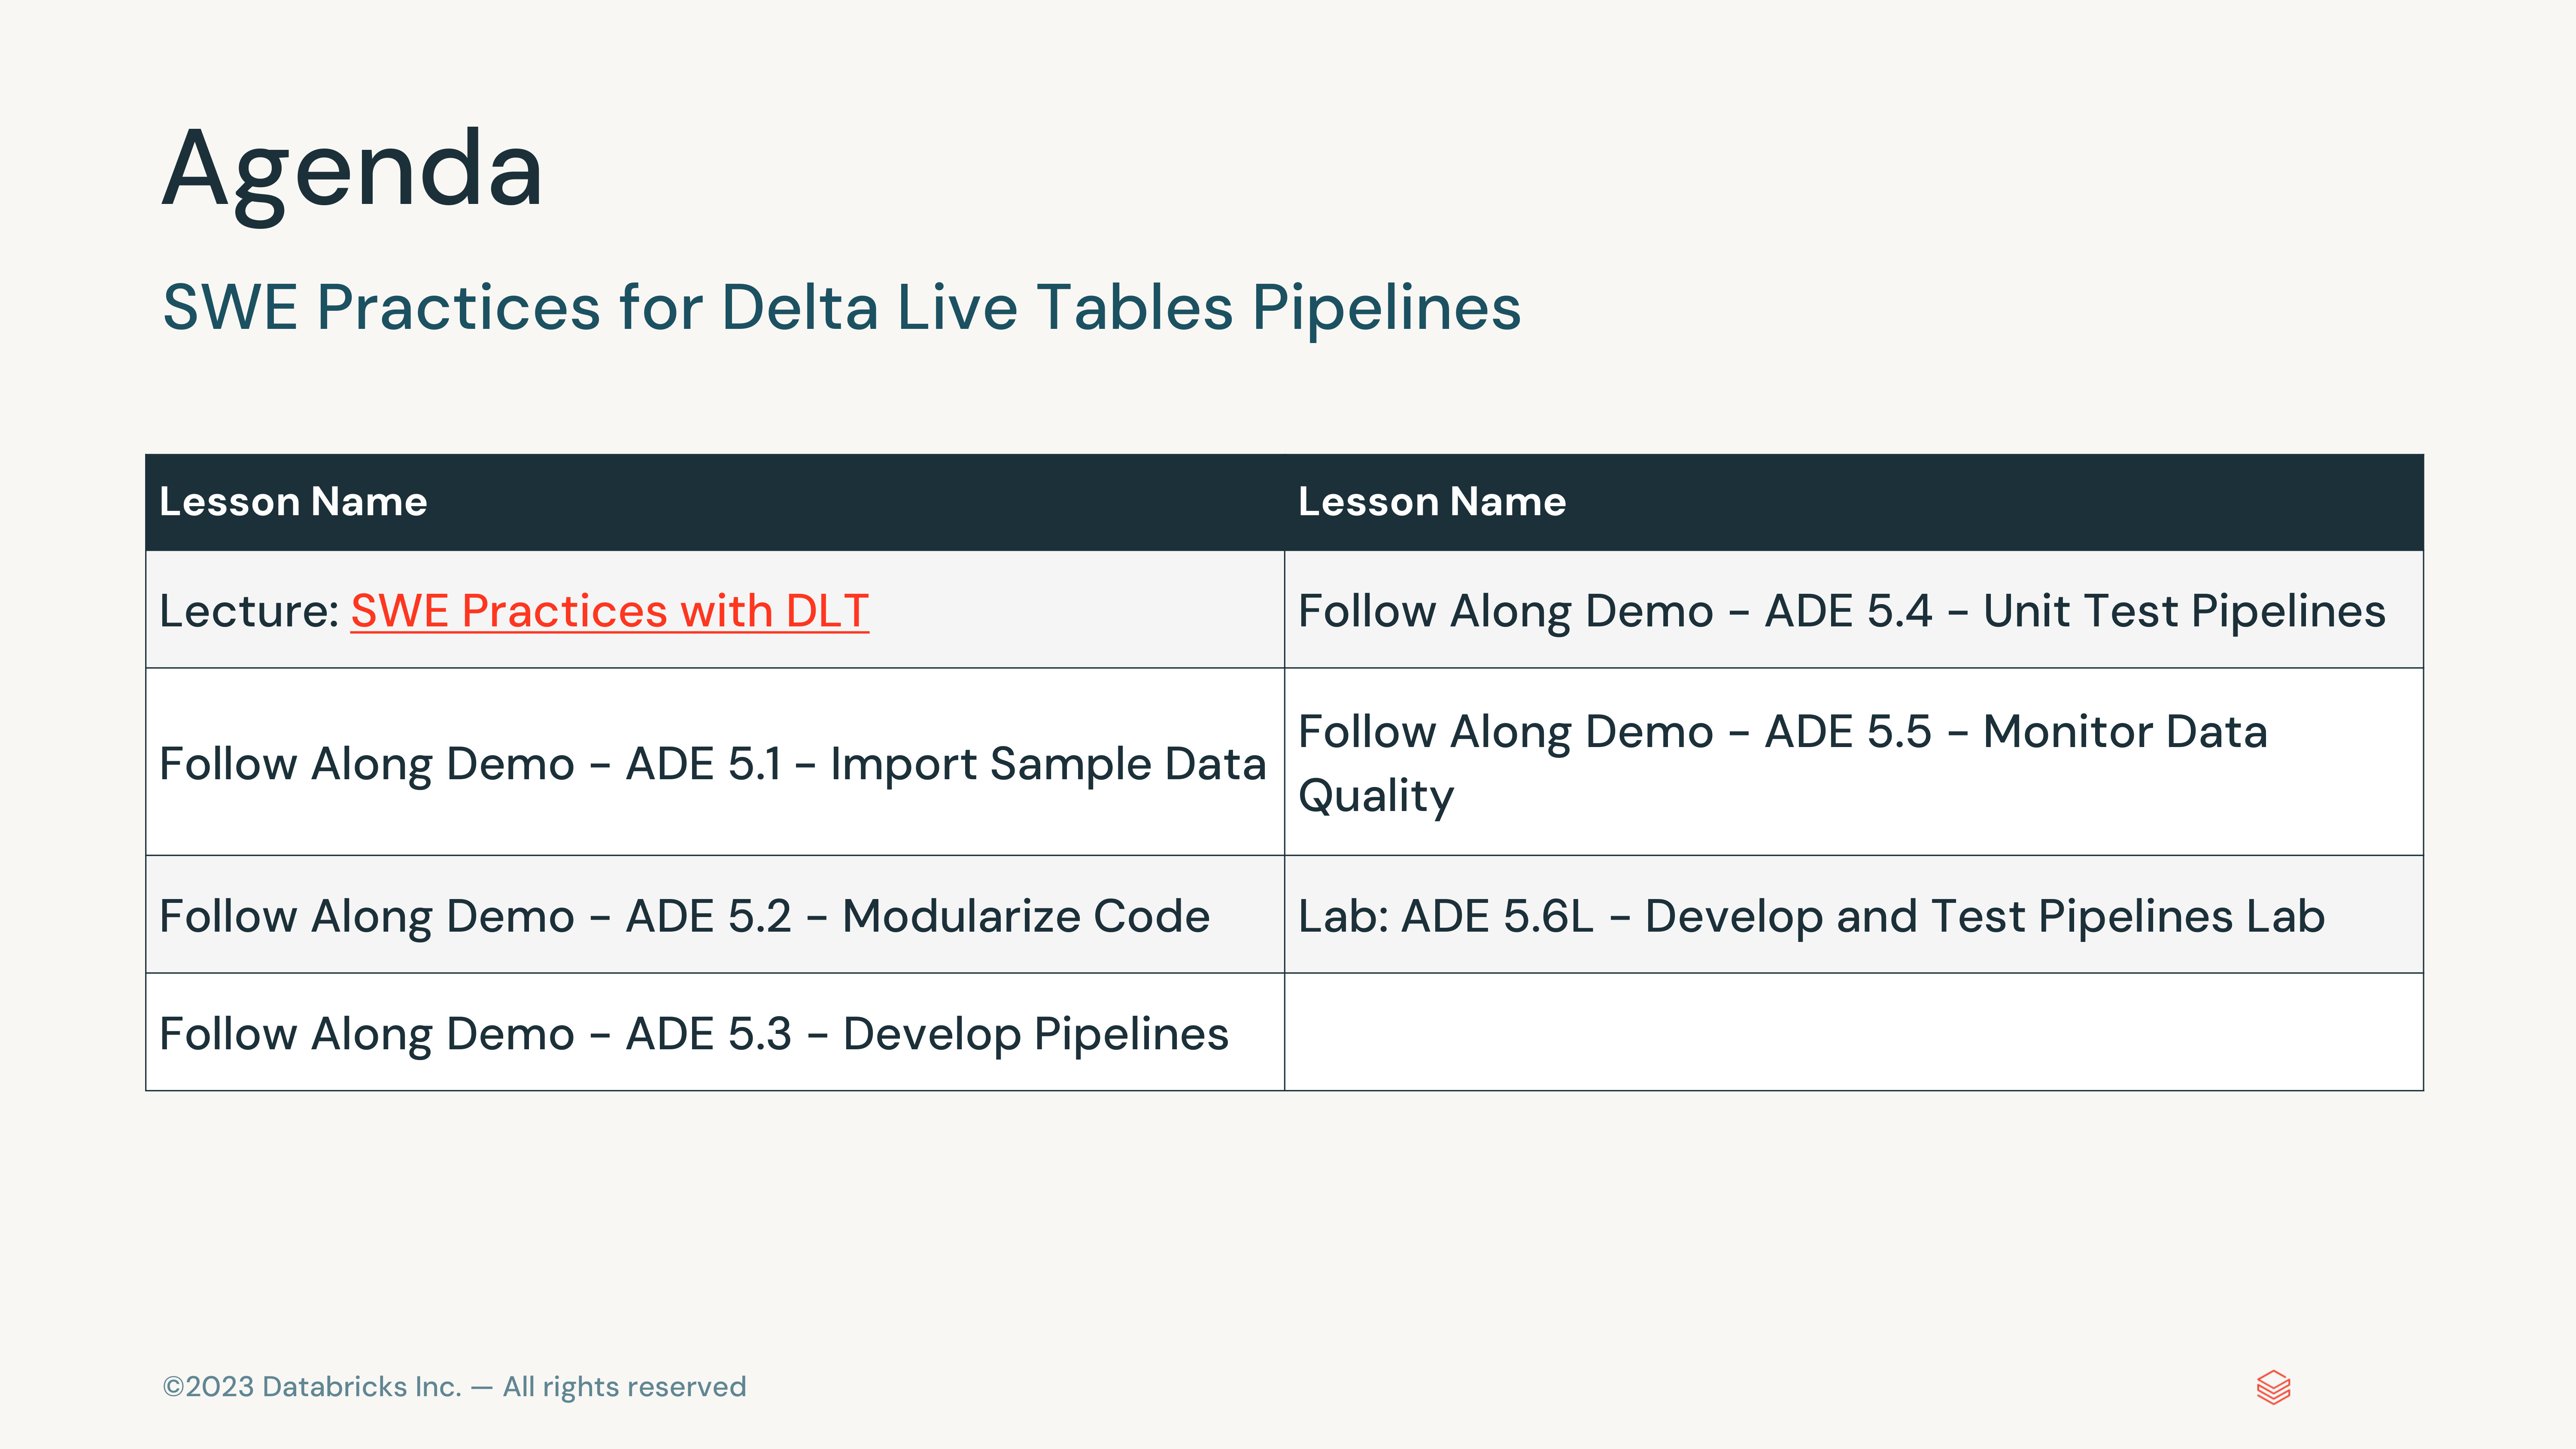 Agenda
SWE Practices for Delta Live Tables Pipelines
Lesson Name
Lesson Name
Lecture: SWE Practices with DLT
Follow Along Demo - ADE 5.4 - Unit Test Pipelines
Follow Along Demo - ADE 5.1 - Import Sample Data
Follow Along Demo - ADE 5.5 - Monitor Data
Quality
Follow Along Demo - ADE 5.2 - Modularize Code
Lab: ADE 5.6L - Develop and Test Pipelines Lab
Follow Along Demo - ADE 5.3 - Develop Pipelines
©2023 Databricks Inc. — All rights reserved